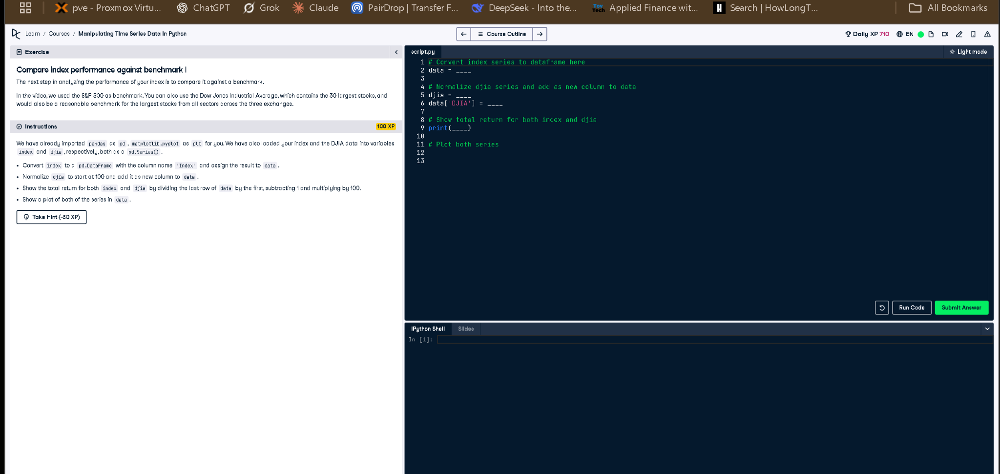 pve - Proxmox Virtu...
ChatGPT
Grok
Claude
PairDrop | Transfer F...
DeepSeek - Into the...
Tov Tech
Applied Finance wit...
Search | HowLongT...
All Bookmarks
Learn / Courses / Manipulating Time Series Data in Python
Course Outline
Daily XP 710
EN
Exercise
Compare index performance against benchmark I
The next step in analyzing the performance of your index is to compare it against a benchmark.
In the video, we used the S&P 500 as benchmark. You can also use the Dow Jones Industrial Average, which contains the 30 largest stocks, and
would also be a reasonable benchmark for the largest stocks from all sectors across the three exchanges.
Instructions
100 XP
We have already imported pandas as pd , matplotlib.pyplot as plt for you. We have also loaded your index and the DJIA data into variables
index and djia , respectively, both as a pd.Series() .
• Convert index to a pd.DataFrame with the column name 'Index' and assign the result to data .
• Normalize djia to start at 100 and add it as new column to data .
• Show the total return for both index and djia by dividing the last row of data by the first, subtracting 1 and multiplying by 100.
• Show a plot of both of the series in data .
Take Hint (-30 XP)
script.py
Light mode
1 # Convert index series to dataframe here
2 data = ____
3
4 # Normalize djia series and add as new column to data
5 djia = ____
6 data['DJIA'] = ____
7
8 # Show total return for both index and djia
9 print(____)
10
11 # Plot both series
12
13
Run Code
Submit Answer
IPython Shell
Slides
In [1]: